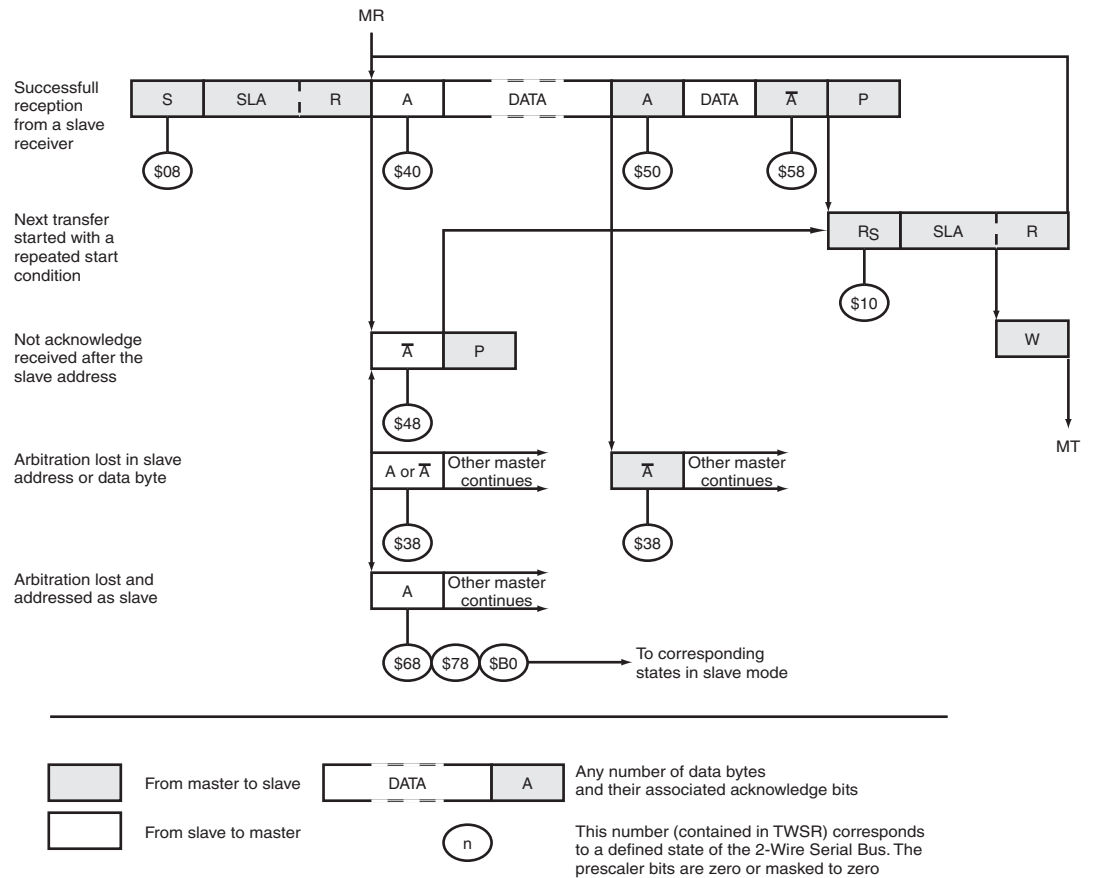 MR
Successfull
reception
from a slave
receiver
S SLA R A DATA A DATA A̅ P
$08 $40 $50 $58
Next transfer
started with a
repeated start
condition
RS SLA R
$10
Not acknowledge
received after the
slave address
A̅ P
W
$48
MT
Arbitration lost in slave
address or data byte
A or A̅ Other master
continues
A̅ Other master
continues
$38 $38
Arbitration lost and
addressed as slave
A Other master
continues
$68 $78 $B0
To corresponding
states in slave mode
From master to slave
DATA A
Any number of data bytes
and their associated acknowledge bits
From slave to master
n
This number (contained in TWSR) corresponds
to a defined state of the 2-Wire Serial Bus. The
prescaler bits are zero or masked to zero